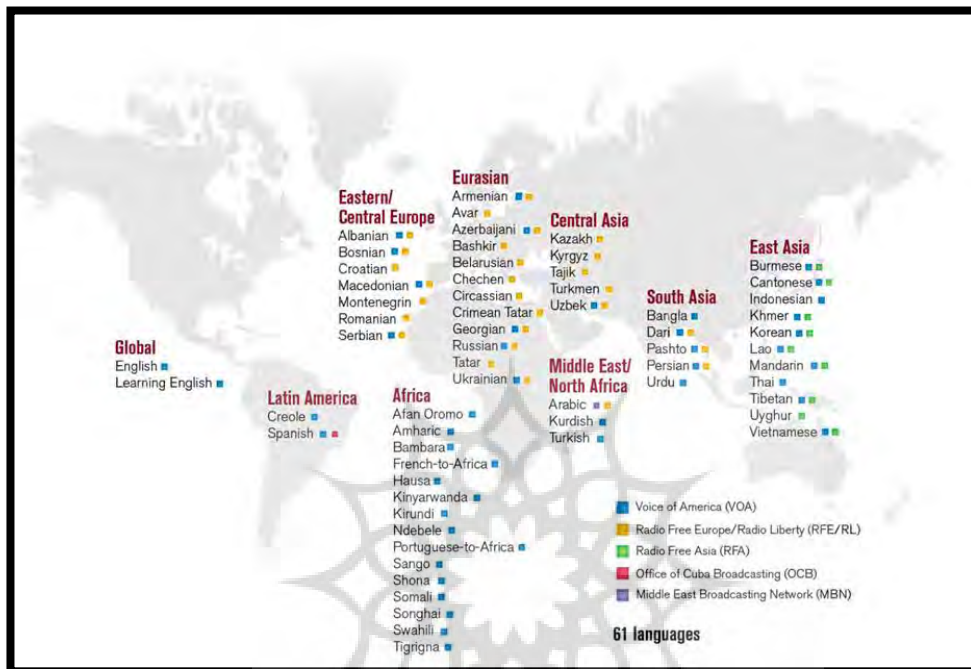 Global
English
Learning English
Latin America
Creole
Spanish
Eastern/
Central Europe
Albanian
Bosnian
Croatian
Macedonian
Montenegrin
Romanian
Serbian
Eurasian
Armenian
Avar
Azerbaijani
Bashkir
Belarusian
Chechen
Circassian
Crimean Tatar
Georgian
Russian
Tatar
Ukrainian
Africa
Afan Oromo
Amharic
Bambara
French-to-Africa
Hausa
Kinyarwanda
Kirundi
Ndebele
Portuguese-to-Africa
Sango
Shona
Somali
Songhai
Swahili
Tigrigna
Central Asia
Kazakh
Kyrgyz
Tajik
Turkmen
Uzbek
Middle East/
North Africa
Arabic
Kurdish
Turkish
South Asia
Bangla
Dari
Pashto
Persian
Urdu
East Asia
Burmese
Cantonese
Indonesian
Khmer
Korean
Lao
Mandarin
Thai
Tibetan
Uyghur
Vietnamese
Voice of America (VOA)
Radio Free Europe/Radio Liberty (RFE/RL)
Radio Free Asia (RFA)
Office of Cuba Broadcasting (OCB)
Middle East Broadcasting Network (MBN)
61 languages